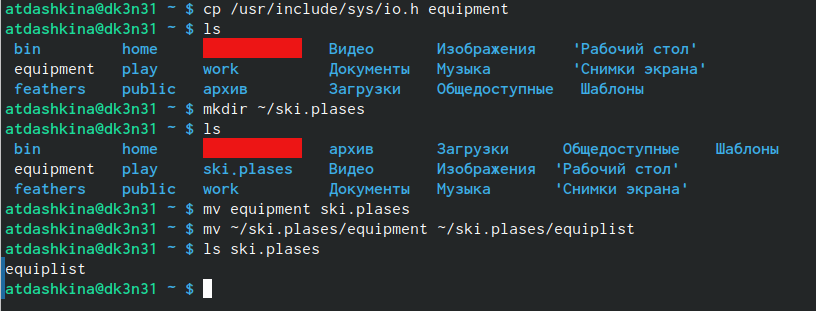 atdashkina@dk3n31 ~ $ cp /usr/include/sys/io.h equipment
atdashkina@dk3n31 ~ $ ls
bin home Видео Изображения 'Рабочий стол'
equipment play work Документы Музыка 'Снимки экрана'
feathers public архив Загрузки Общедоступные Шаблоны
atdashkina@dk3n31 ~ $ mkdir ~/ski.plases
atdashkina@dk3n31 ~ $ ls
bin home архив Загрузки Общедоступные Шаблоны
equipment play ski.plases Видео Изображения 'Рабочий стол'
feathers public work Документы Музыка 'Снимки экрана'
atdashkina@dk3n31 ~ $ mv equipment ski.plases
atdashkina@dk3n31 ~ $ mv ~/ski.plases/equipment ~/ski.plases/equiplist
atdashkina@dk3n31 ~ $ ls ski.plases
equiplist
atdashkina@dk3n31 ~ $